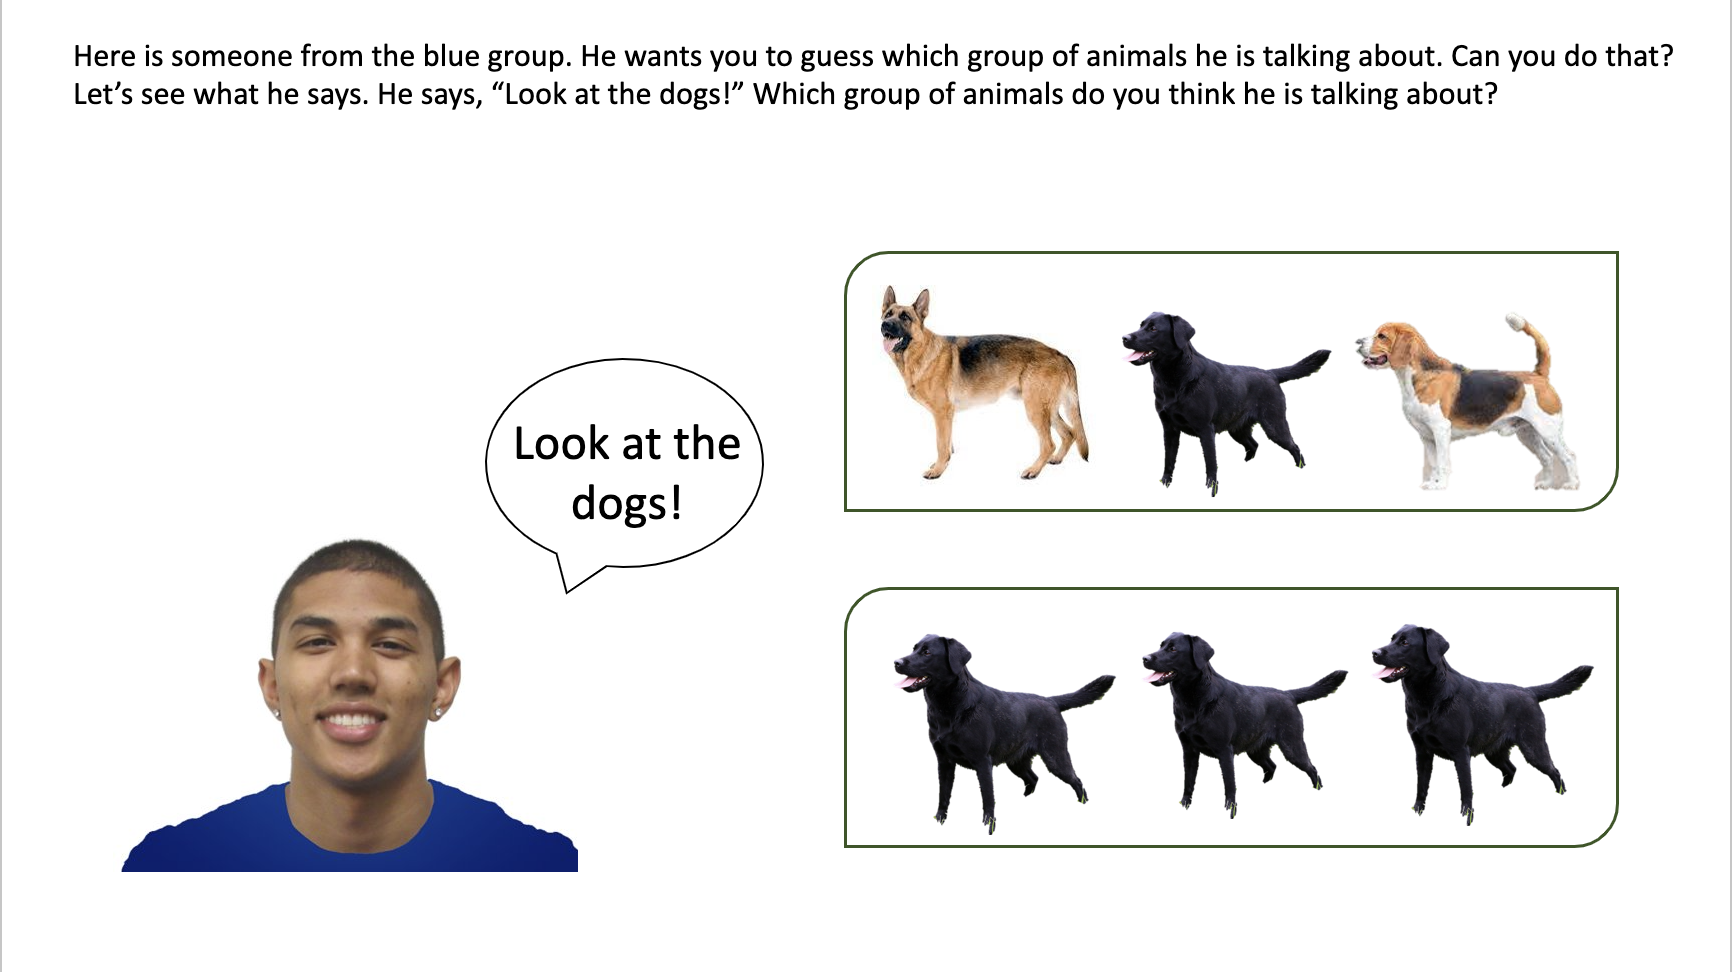 Here is someone from the blue group. He wants you to guess which group of animals he is talking about. Can you do that?
Let’s see what he says. He says, “Look at the dogs!” Which group of animals do you think he is talking about?
Look at the
dogs!